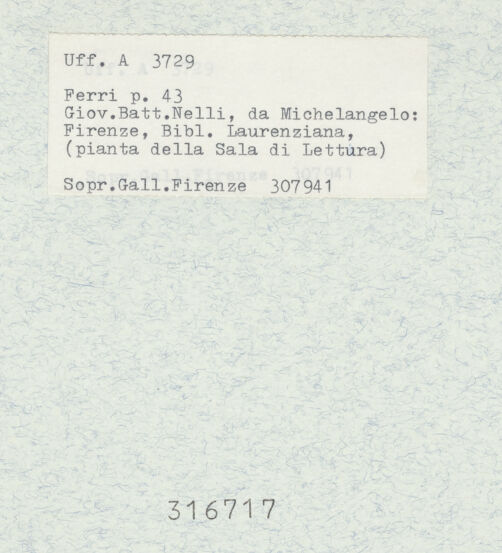 Uff. A 3729
Ferri p. 43
Giov.Batt.Nelli, da Michelangelo:
Firenze, Bibl. Laurenziana,
(pianta della Sala di Lettura)
Sopr.Gall.Firenze 307941
316717